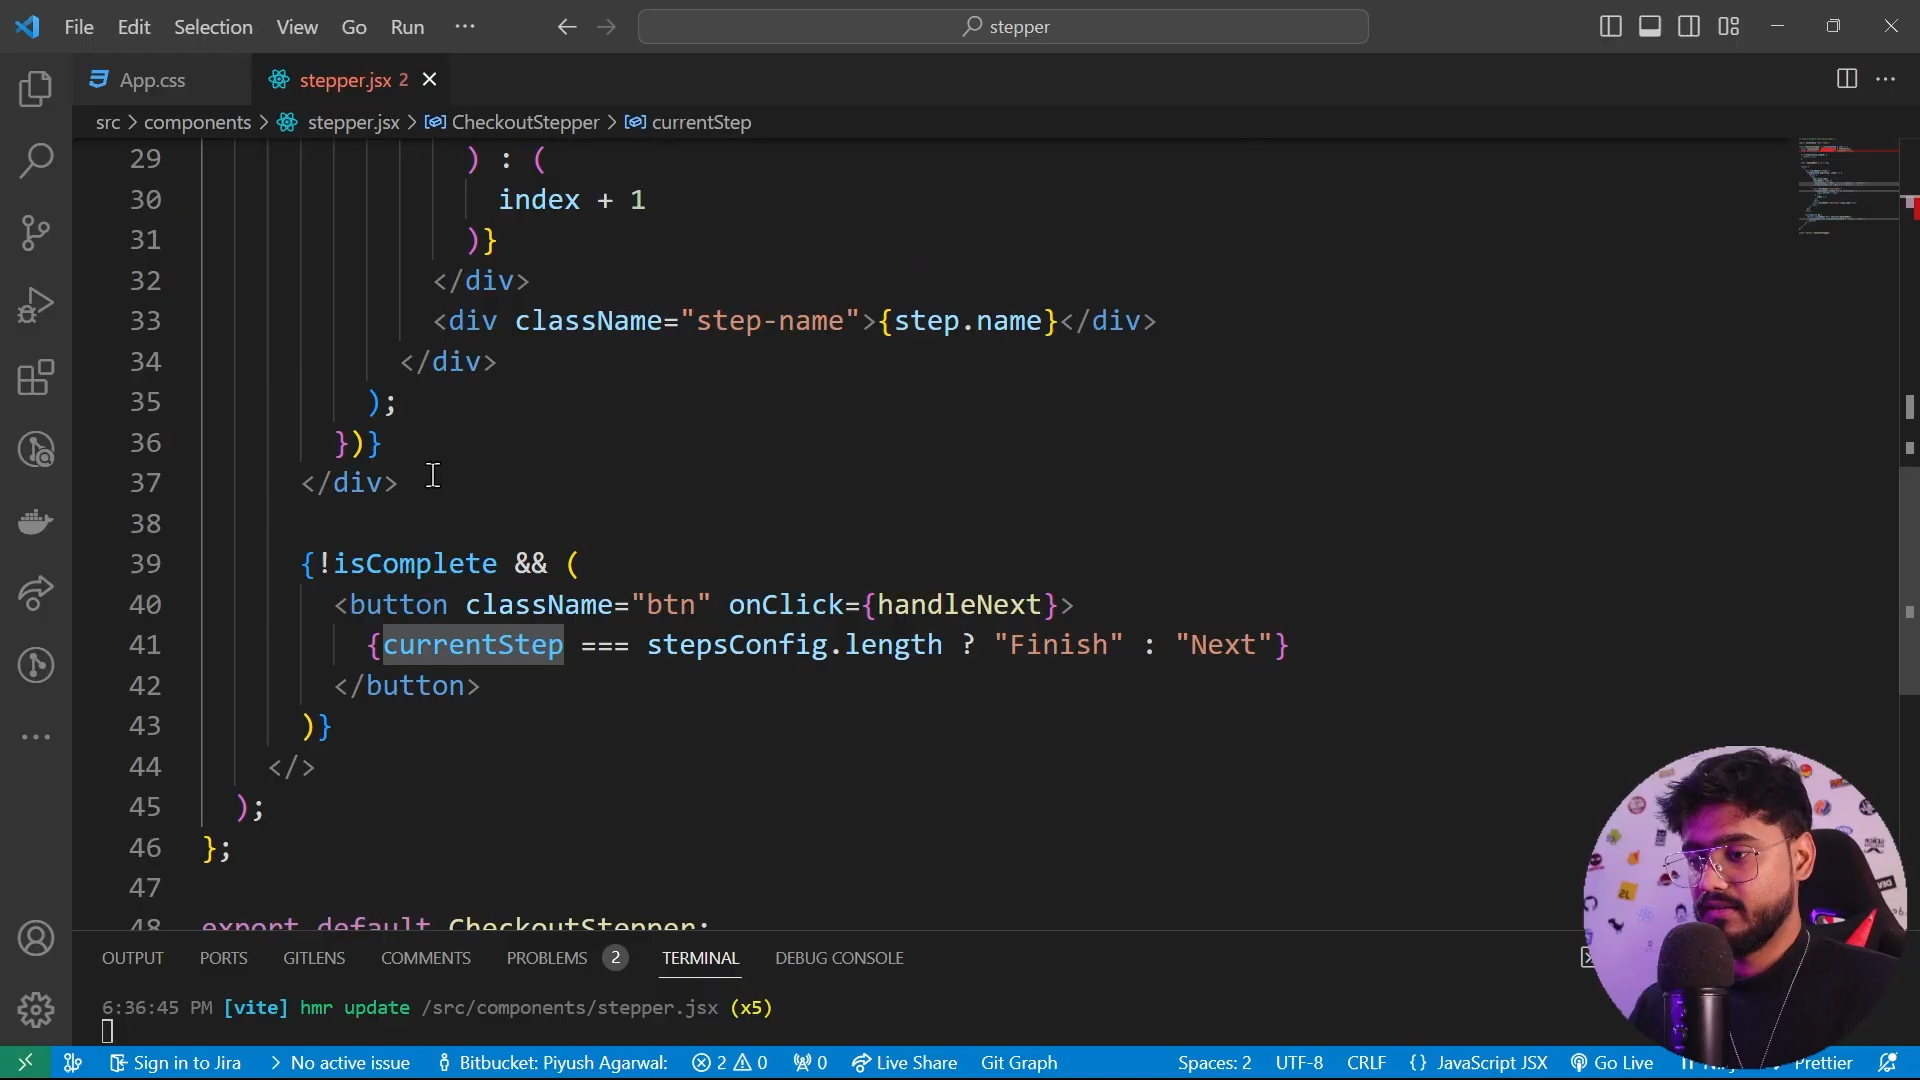 File Edit Selection View Go Run ··· stepper
App.css stepper.jsx 2
src > components > stepper.jsx > CheckoutStepper > currentStep
29 ) : (
30 index + 1
31 )}
32 </div>
33 <div className="step-name">{step.name}</div>
34 </div>
35 );
36 })}
37 </div>
38
39 {!isComplete && (
40 <button className="btn" onClick={handleNext}>
41 {currentStep === stepsConfig.length ? "Finish" : "Next"}
42 </button>
43 )}
44 </>
45 );
46 };
47
48 export default CheckoutStepper;
OUTPUT PORTS GITLENS COMMENTS PROBLEMS 2 TERMINAL DEBUG CONSOLE
6:36:45 PM [vite] hmr update /src/components/stepper.jsx (x5)
Sign in to Jira > No active issue Bitbucket: Piyush Agarwal: 2 0 0 Live Share Git Graph Spaces: 2 UTF-8 CRLF {} JavaScript JSX Go Live Prettier